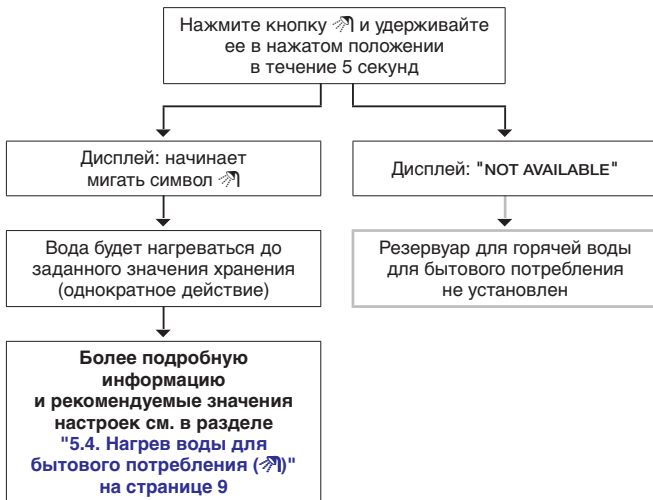 Нажмите кнопку и удерживайте
ее в нажатом положении
в течение 5 секунд
Дисплей: начинает
мигать символ
Дисплей: "NOT AVAILABLE"
Вода будет нагреваться до
заданного значения хранения
(однократное действие)
Резервуар для горячей воды
для бытового потребления
не установлен
Более подробную
информацию
и рекомендуемые значения
настроек см. в разделе
"5.4. Нагрев воды для
бытового потребления ()"
на странице 9